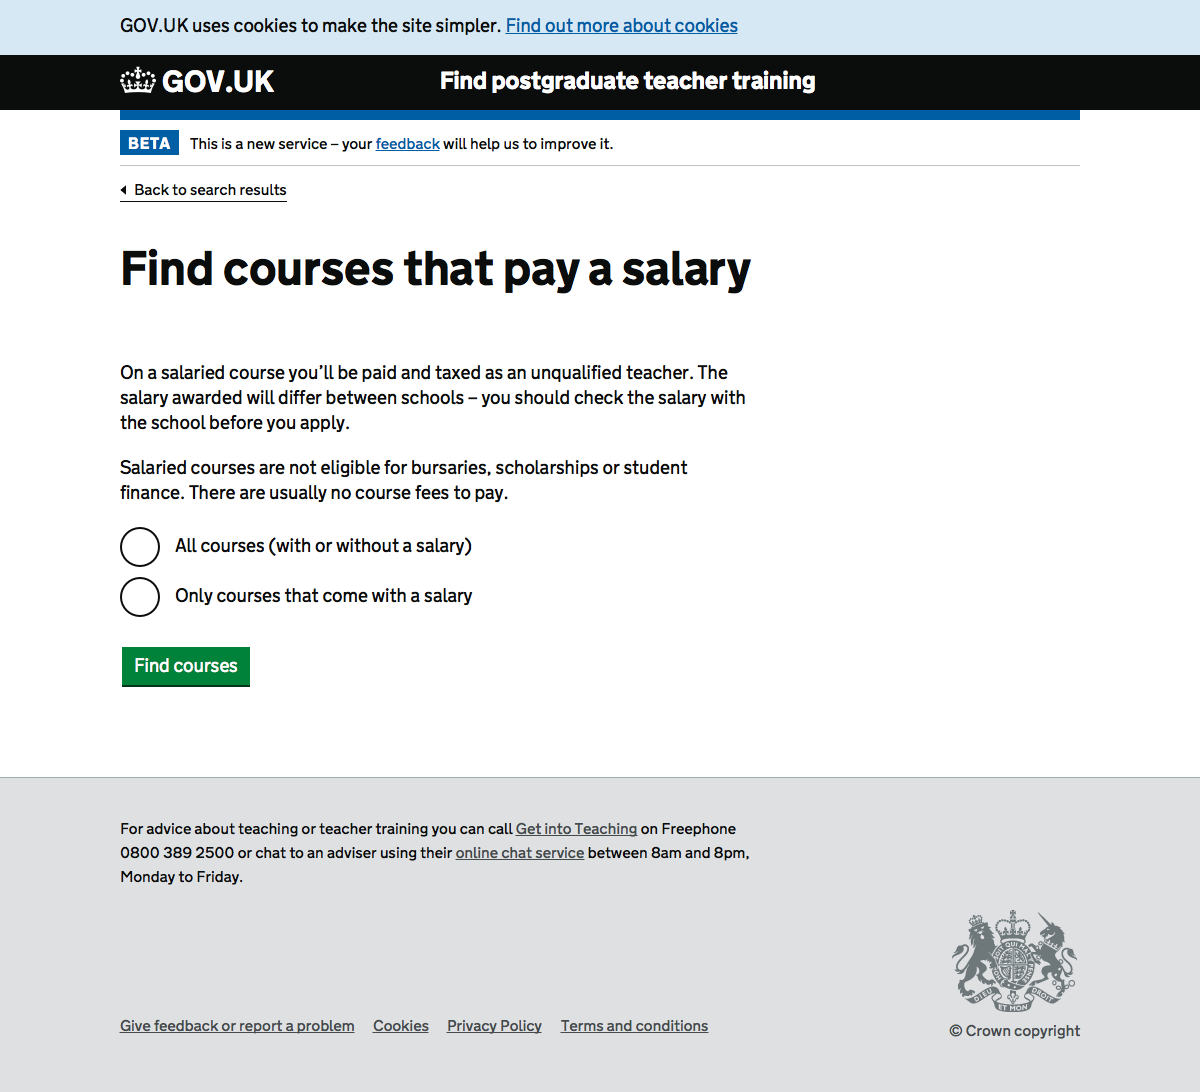 GOV.UK uses cookies to make the site simpler. Find out more about cookies
GOV.UK
Find postgraduate teacher training
BETA This is a new service – your feedback will help us to improve it.
Back to search results
Find courses that pay a salary
On a salaried course you’ll be paid and taxed as an unqualified teacher. The
salary awarded will differ between schools – you should check the salary with
the school before you apply.
Salaried courses are not eligible for bursaries, scholarships or student
finance. There are usually no course fees to pay.
All courses (with or without a salary)
Only courses that come with a salary
Find courses
For advice about teaching or teacher training you can call Get into Teaching on Freephone
0800 389 2500 or chat to an adviser using their online chat service between 8am and 8pm,
Monday to Friday.
DIEU ET MON DROIT
Give feedback or report a problem Cookies Privacy Policy Terms and conditions
© Crown copyright